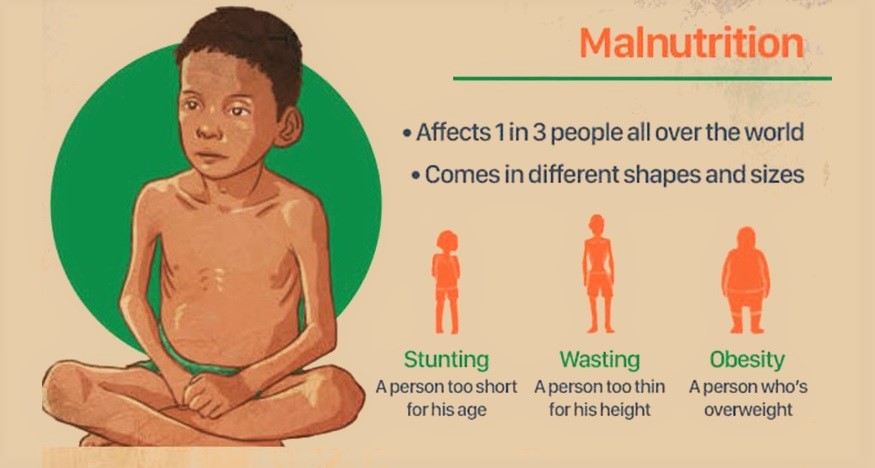 Malnutrition
• Affects 1 in 3 people all over the world
• Comes in different shapes and sizes
Stunting
A person too short
for his age
Wasting
A person too thin
for his height
Obesity
A person who's
overweight